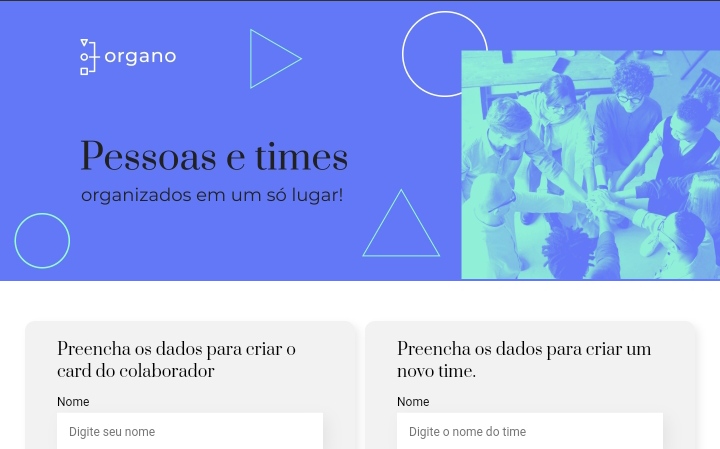 organo
Pessoas e times
organizados em um só lugar!
Preencha os dados para criar o
card do colaborador
Nome
Digite seu nome
Preencha os dados para criar um
novo time.
Nome
Digite o nome do time